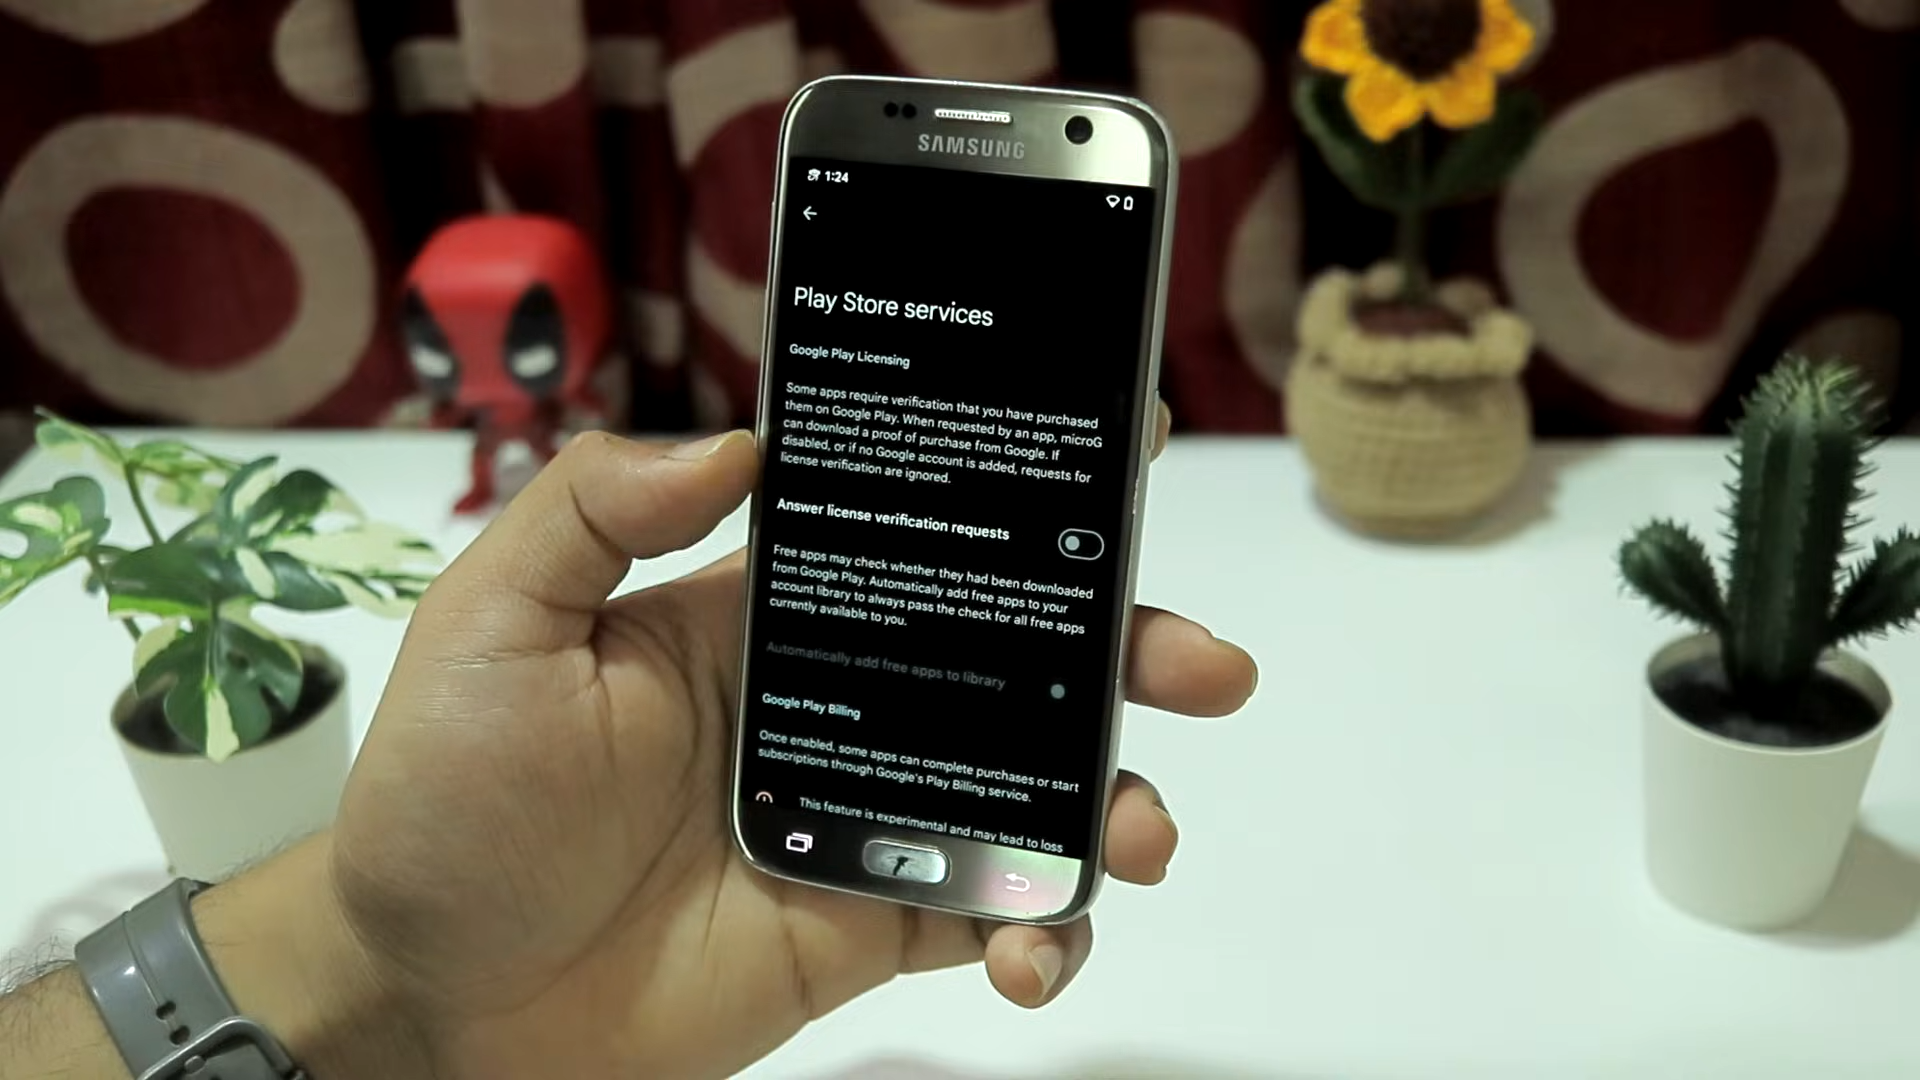 SAMSUNG
1:24
Play Store services
Google Play Licensing
Some apps require verification that you have purchased
them on Google Play. When requested by an app, microG
can download a proof of purchase from Google. If
disabled, or if no Google account is added, requests for
license verification are ignored.
Answer license verification requests
Free apps may check whether they had been downloaded
from Google Play. Automatically add free apps to your
account library to always pass the check for all free apps
currently available to you.
Automatically add free apps to library
Google Play Billing
Once enabled, some apps can complete purchases or start
subscriptions through Google's Play Billing service.
This feature is experimental and may lead to loss